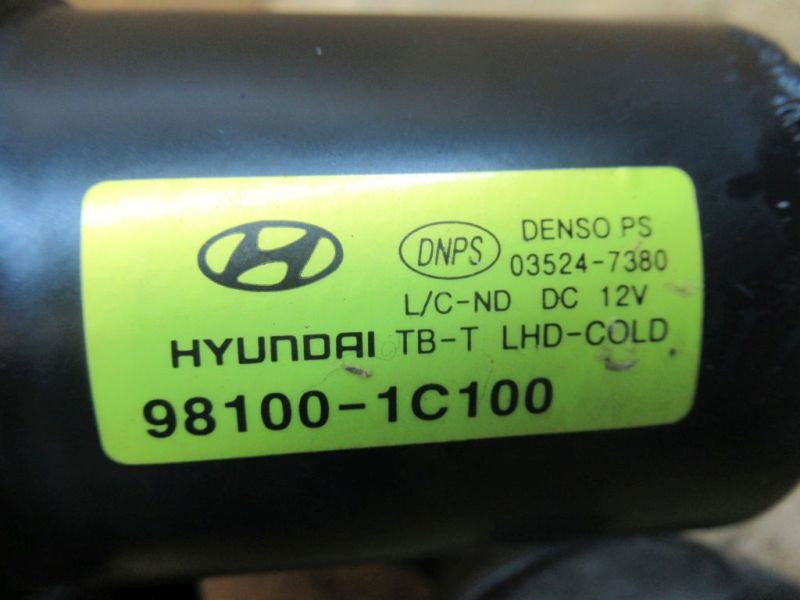 DNPS
DENSO PS
03524-7380
L/C-ND DC 12V
HYUNDAI TB-T LHD-COLD
98100-1C100